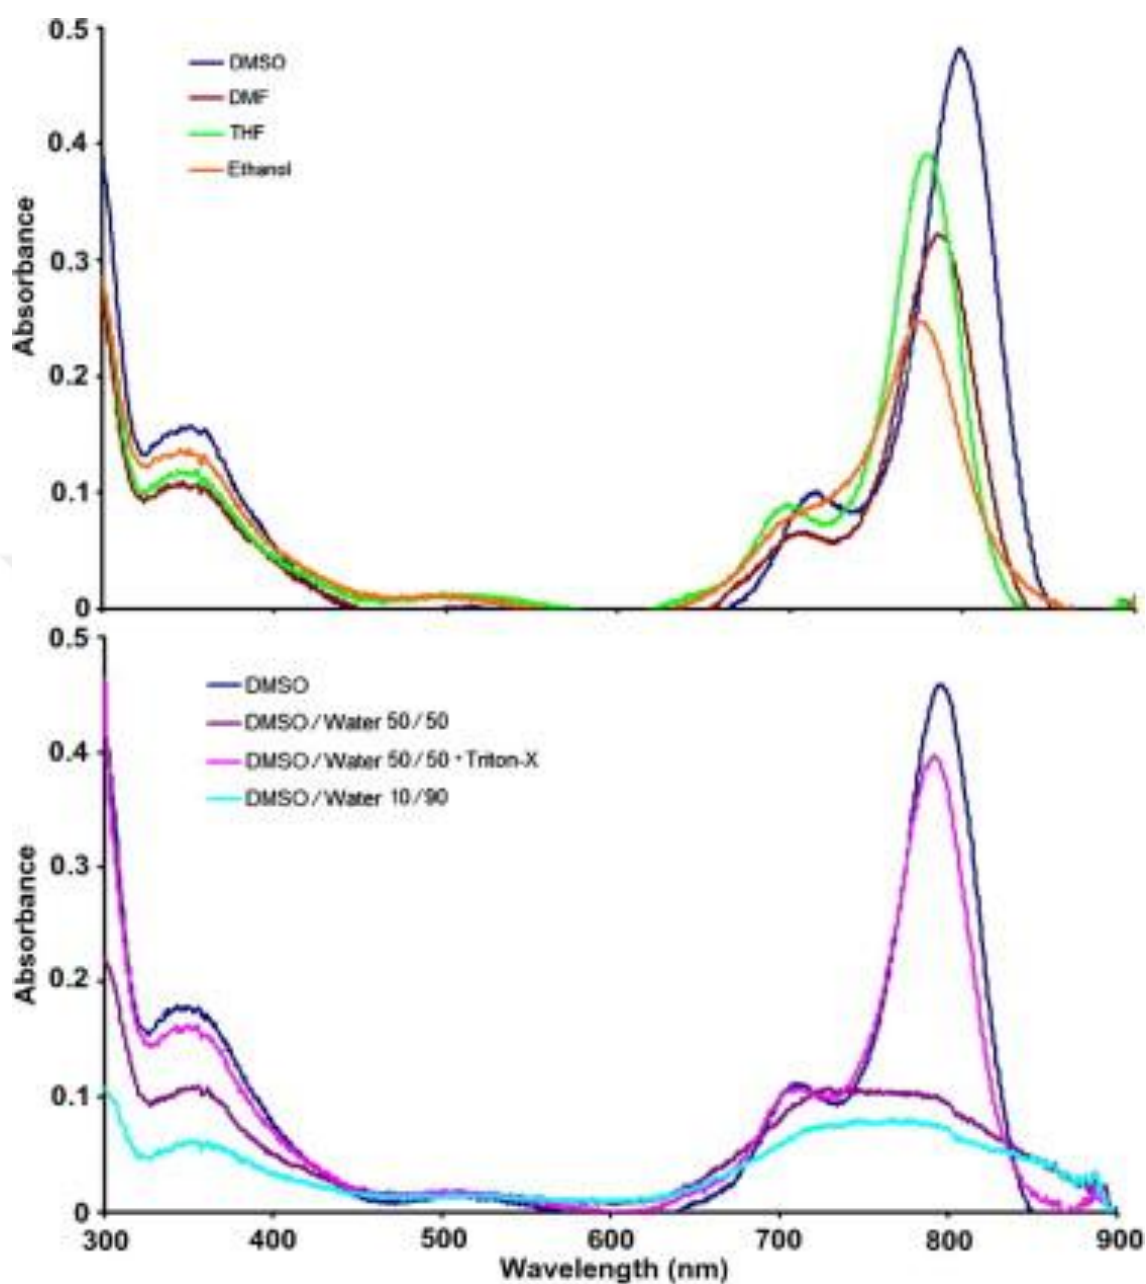 0.5
DMSO
DMF
THF
Ethanol
0.4
0.3
0.2
0.1
0
Absorbance
0.5
DMSO
DMSO / Water 50 / 50
DMSO / Water 50 / 50 • Triton-X
DMSO / Water 10 / 90
0.4
0.3
0.2
0.1
0
Absorbance
300 400 500 600 700 800 900
Wavelength (nm)